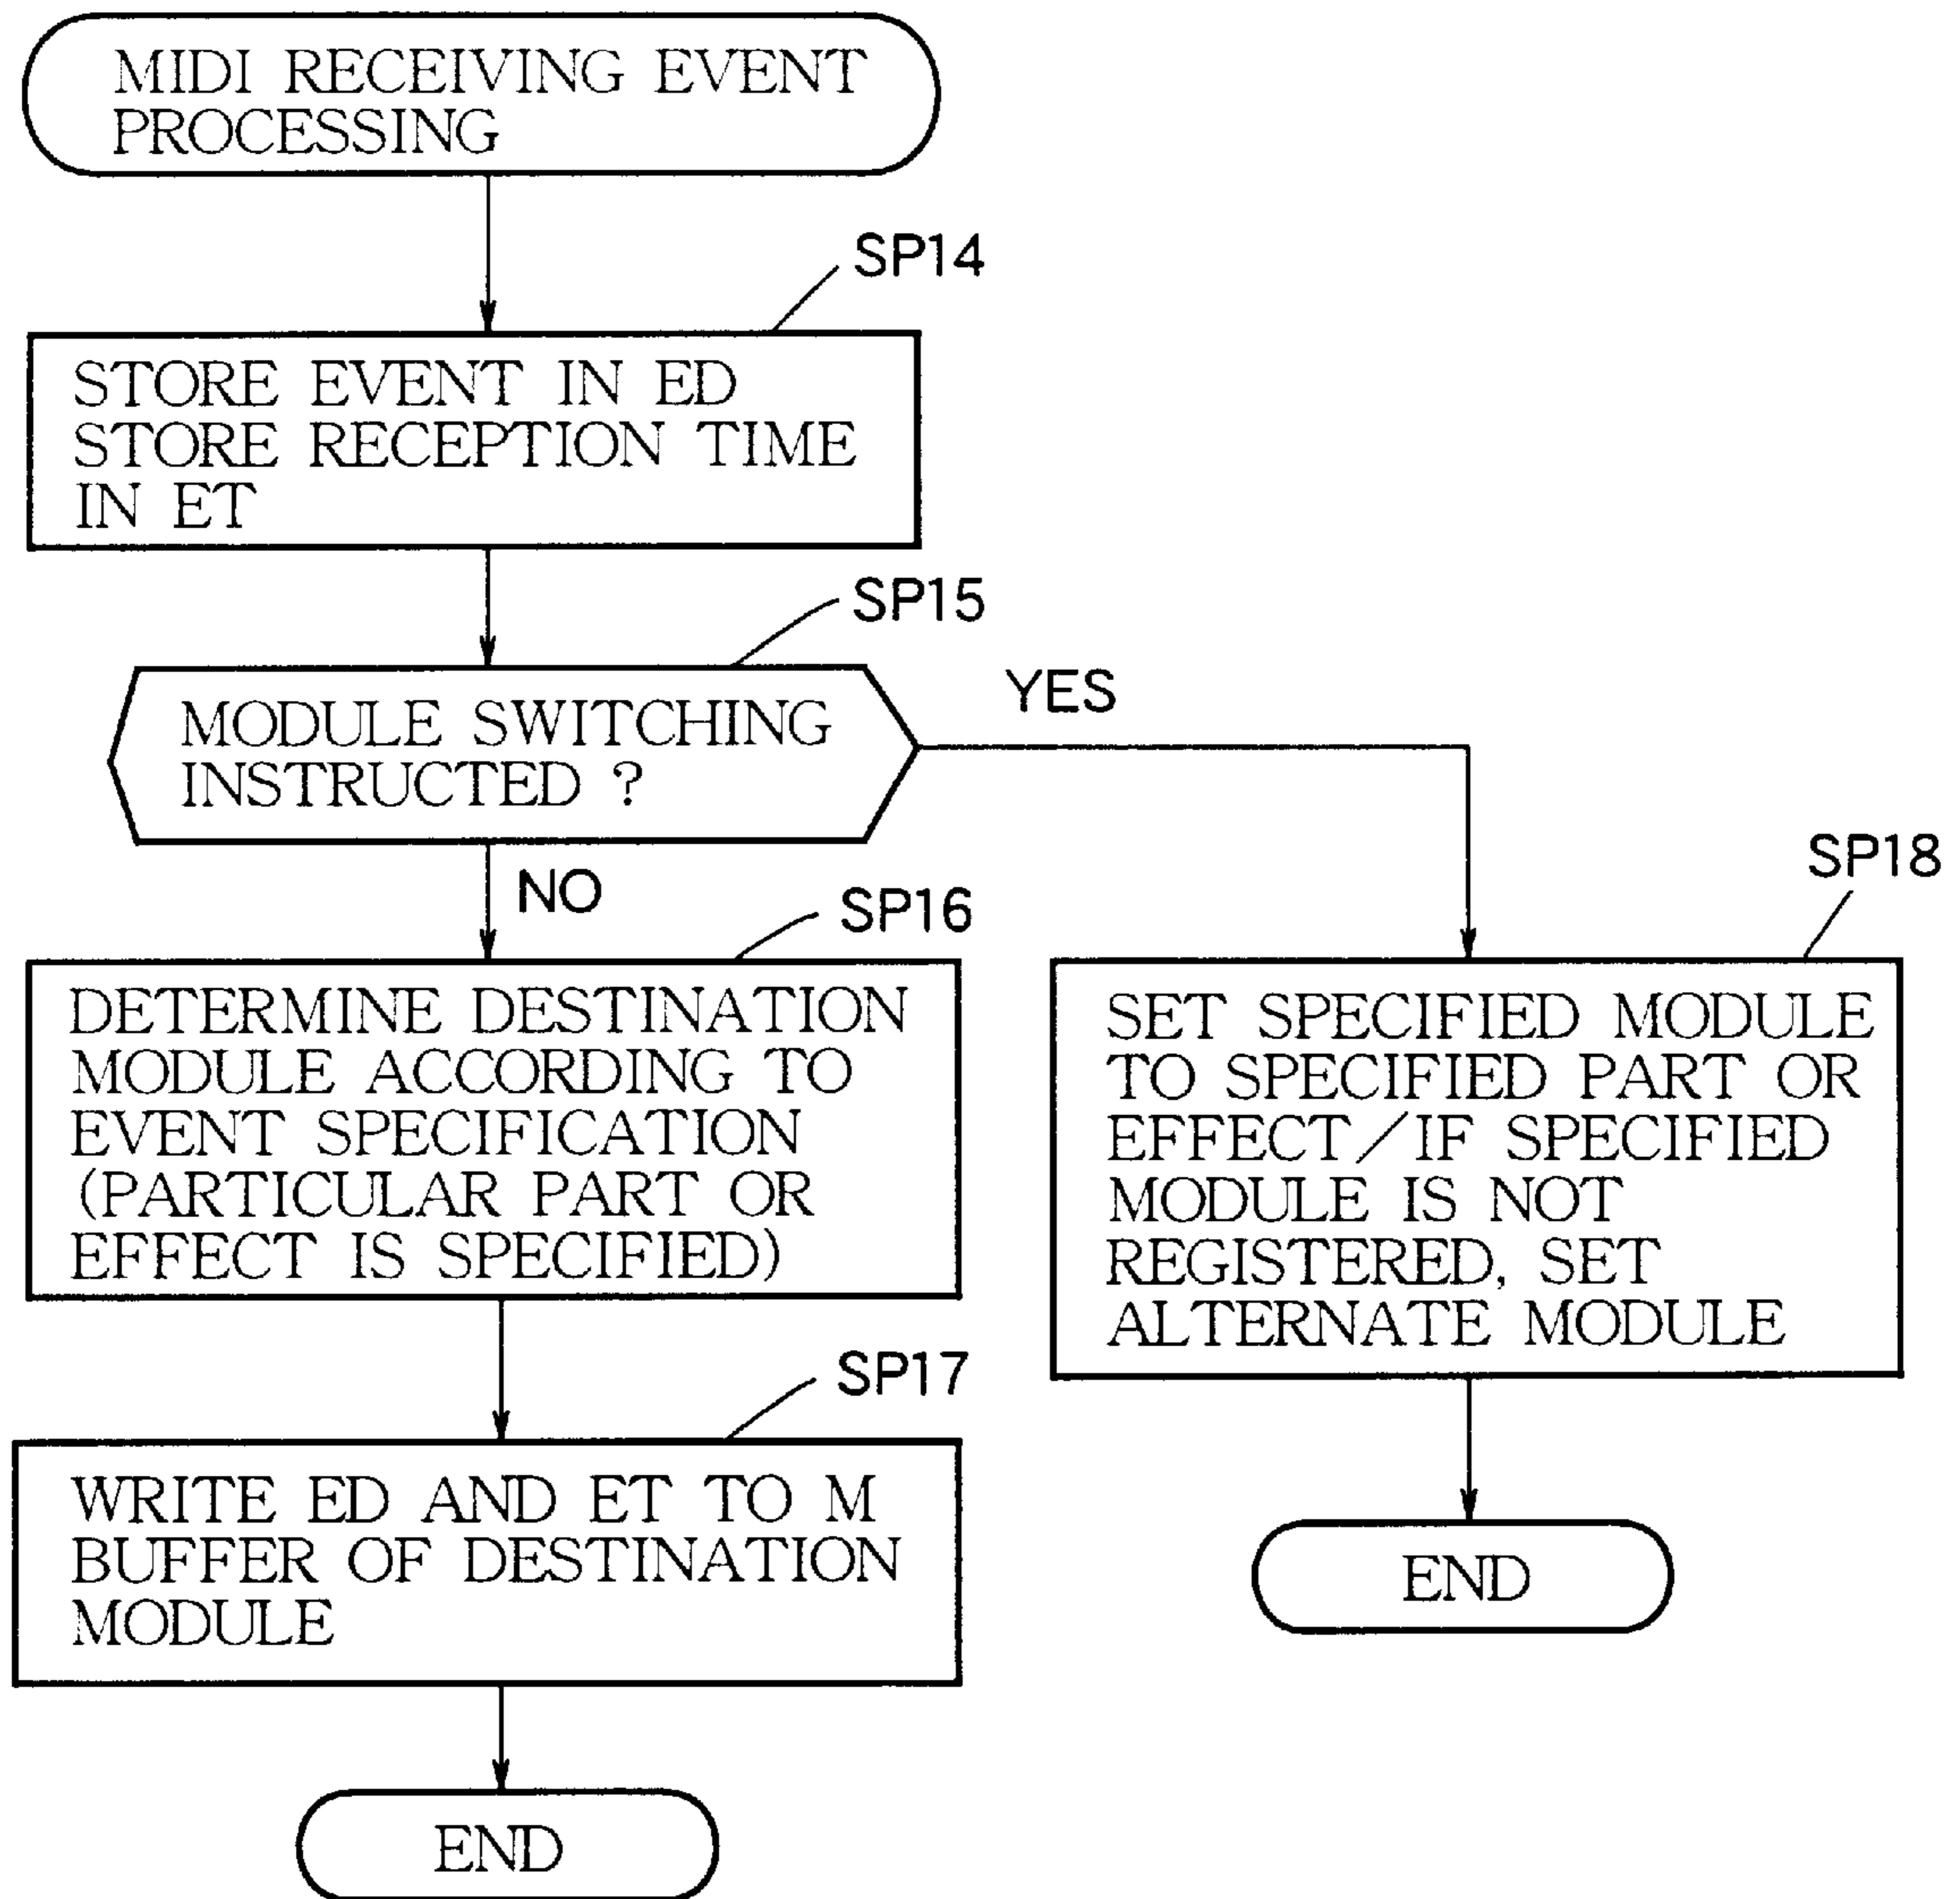 MIDI RECEIVING EVENT
PROCESSING
SP14
STORE EVENT IN ED
STORE RECEPTION TIME
IN ET
SP15
MODULE SWITCHING
INSTRUCTED ?
YES
NO
SP16
DETERMINE DESTINATION
MODULE ACCORDING TO
EVENT SPECIFICATION
(PARTICULAR PART OR
EFFECT IS SPECIFIED)
SP17
WRITE ED AND ET TO M
BUFFER OF DESTINATION
MODULE
END
SP18
SET SPECIFIED MODULE
TO SPECIFIED PART OR
EFFECT/IF SPECIFIED
MODULE IS NOT
REGISTERED, SET
ALTERNATE MODULE
END